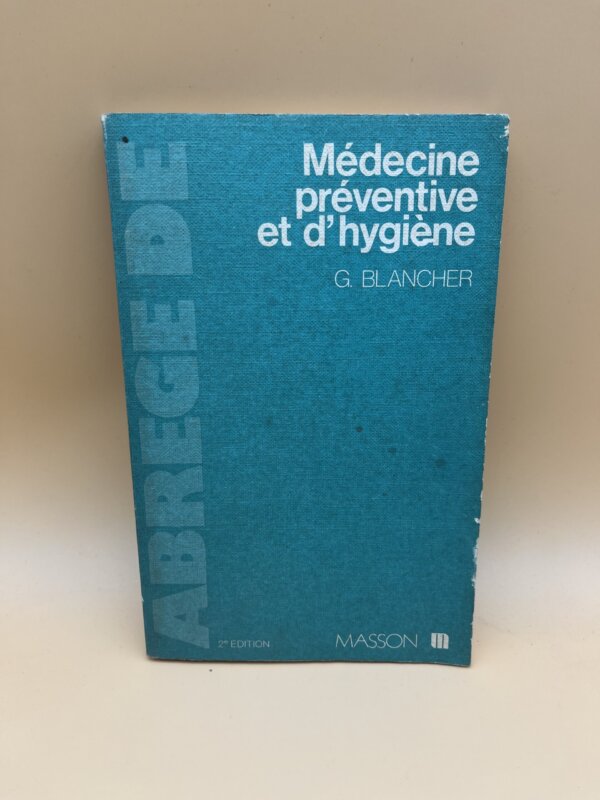 ABREGE DE
Médecine
préventive
et d'hygiène
G. BLANCHER
2e EDITION
MASSON